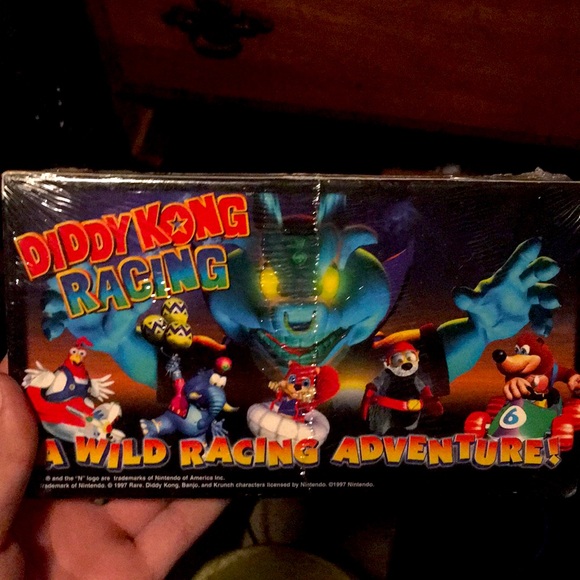 DIDDY KONG
RACING
6
A WILD RACING ADVENTURE!
® and the "N" logo are trademarks of Nintendo of America Inc.
trademark of Nintendo. © 1997 Rare. Diddy Kong, Banjo, and Krunch characters licensed by Nintendo. ©1997 Nintendo.